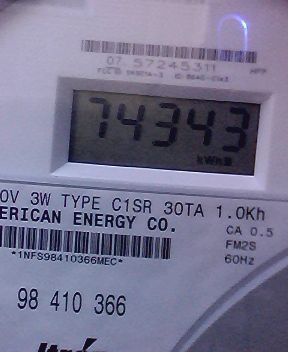 07 57245311
74343
kWh
0V 3W TYPE C1SR 30TA 1.0Kh
ERICAN ENERGY CO.
CA 0.5
FM2S
*1NFS98410366MEC*
60Hz
98 410 366
Itrón